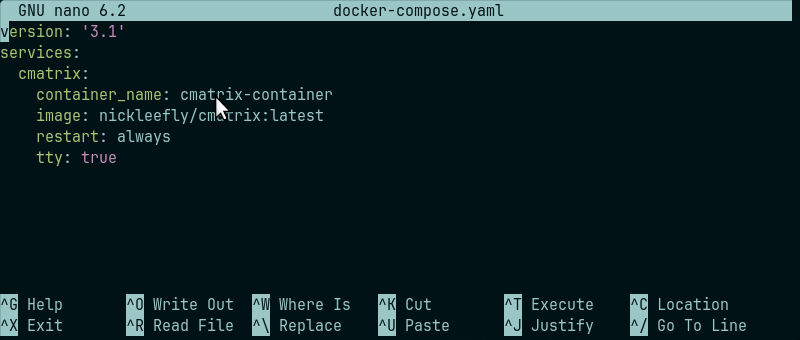 GNU nano 6.2 docker-compose.yaml
version: '3.1'
services:
  cmatrix:
    container_name: cmatrix-container
    image: nickleefly/cmatrix:latest
    restart: always
    tty: true
^G Help ^O Write Out ^W Where Is ^K Cut ^T Execute ^C Location
^X Exit ^R Read File ^\ Replace ^U Paste ^J Justify ^/ Go To Line